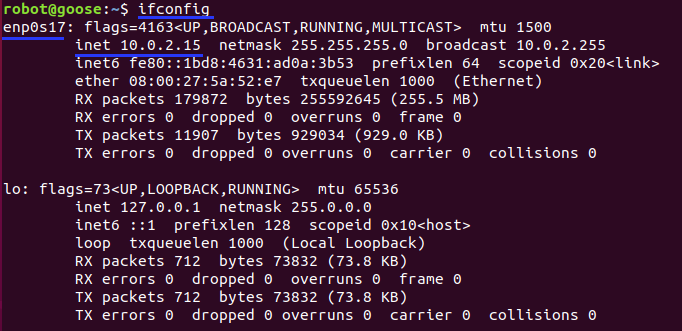 robot@goose:~$ ifconfig
enp0s17: flags=4163<UP,BROADCAST,RUNNING,MULTICAST>  mtu 1500
        inet 10.0.2.15  netmask 255.255.255.0  broadcast 10.0.2.255
        inet6 fe80::1bd8:4631:ad0a:3b53  prefixlen 64  scopeid 0x20<link>
        ether 08:00:27:5a:52:e7  txqueuelen 1000  (Ethernet)
        RX packets 179872  bytes 255592645 (255.5 MB)
        RX errors 0  dropped 0  overruns 0  frame 0
        TX packets 11907  bytes 929034 (929.0 KB)
        TX errors 0  dropped 0 overruns 0  carrier 0  collisions 0

lo: flags=73<UP,LOOPBACK,RUNNING>  mtu 65536
        inet 127.0.0.1  netmask 255.0.0.0
        inet6 ::1  prefixlen 128  scopeid 0x10<host>
        loop  txqueuelen 1000  (Local Loopback)
        RX packets 712  bytes 73832 (73.8 KB)
        RX errors 0  dropped 0  overruns 0  frame 0
        TX packets 712  bytes 73832 (73.8 KB)
        TX errors 0  dropped 0 overruns 0  carrier 0  collisions 0